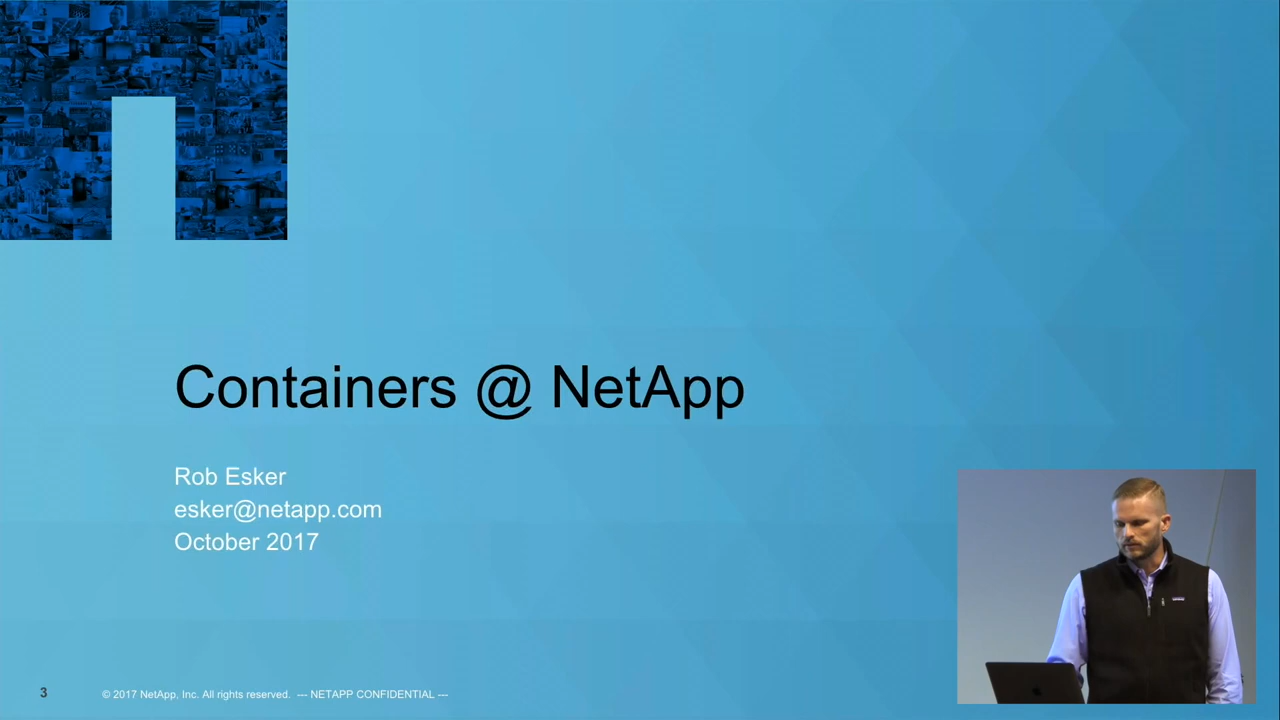 Containers @ NetApp
Rob Esker
esker@netapp.com
October 2017
3
© 2017 NetApp, Inc. All rights reserved. --- NETAPP CONFIDENTIAL ---